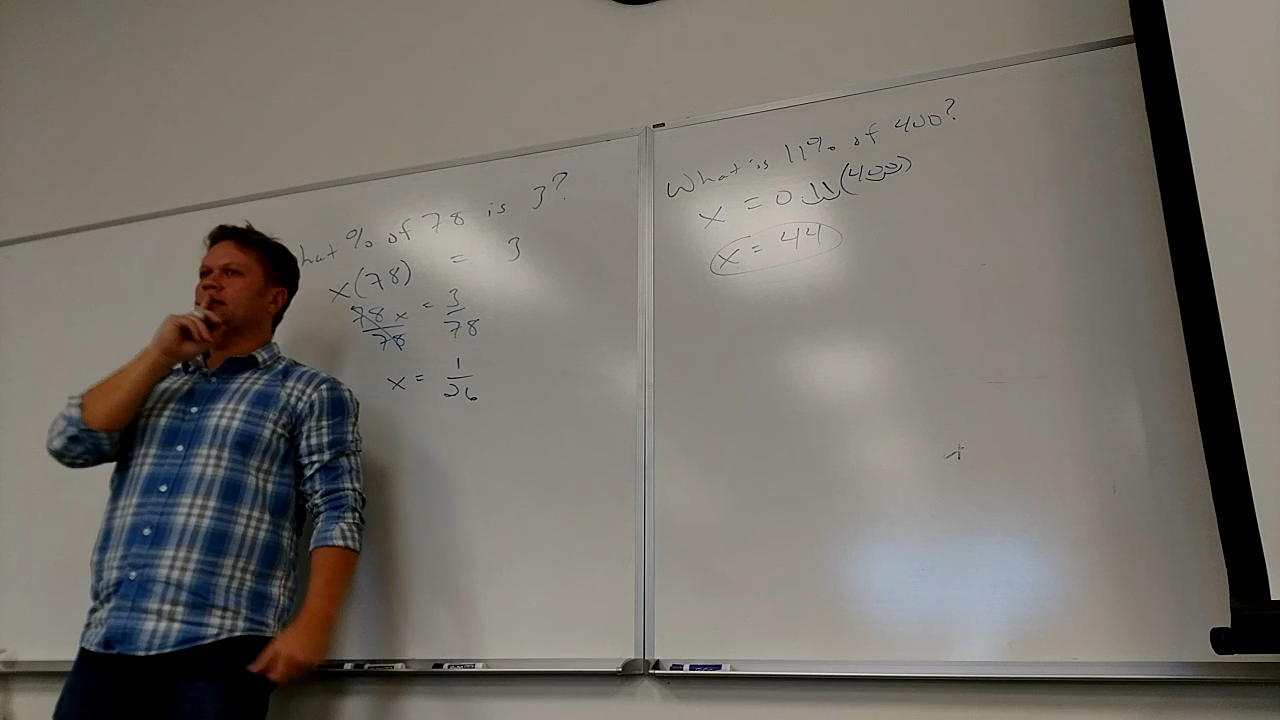 hat % of 78 is 3?
x(78) = 3
78x/78 = 3/78
x = 1/26
What is 11% of 400?
x = 0.11(400)
x = 44